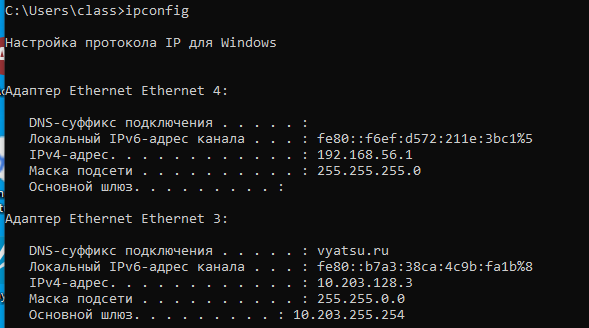 C:\Users\class>ipconfig
Настройка протокола IP для Windows
Адаптер Ethernet Ethernet 4:
DNS-суффикс подключения . . . . . :
Локальный IPv6-адрес канала . . . : fe80::f6ef:d572:211e:3bc1%5
IPv4-адрес. . . . . . . . . . . . : 192.168.56.1
Маска подсети . . . . . . . . . . : 255.255.255.0
Основной шлюз. . . . . . . . . :
Адаптер Ethernet Ethernet 3:
DNS-суффикс подключения . . . . . : vyatsu.ru
Локальный IPv6-адрес канала . . . : fe80::b7a3:38ca:4c9b:fa1b%8
IPv4-адрес. . . . . . . . . . . . : 10.203.128.3
Маска подсети . . . . . . . . . . : 255.255.0.0
Основной шлюз. . . . . . . . . : 10.203.255.254